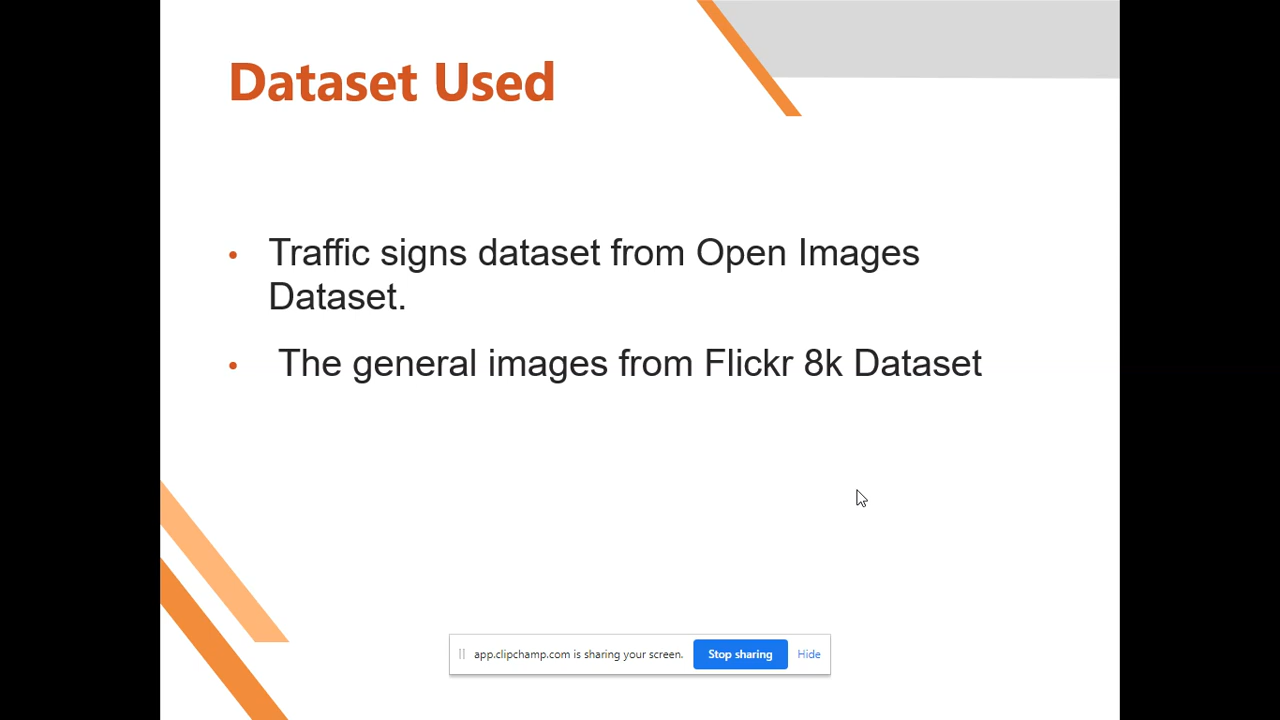 Dataset Used
• Traffic signs dataset from Open Images
Dataset.
• The general images from Flickr 8k Dataset
app.clipchamp.com is sharing your screen.
Stop sharing
Hide